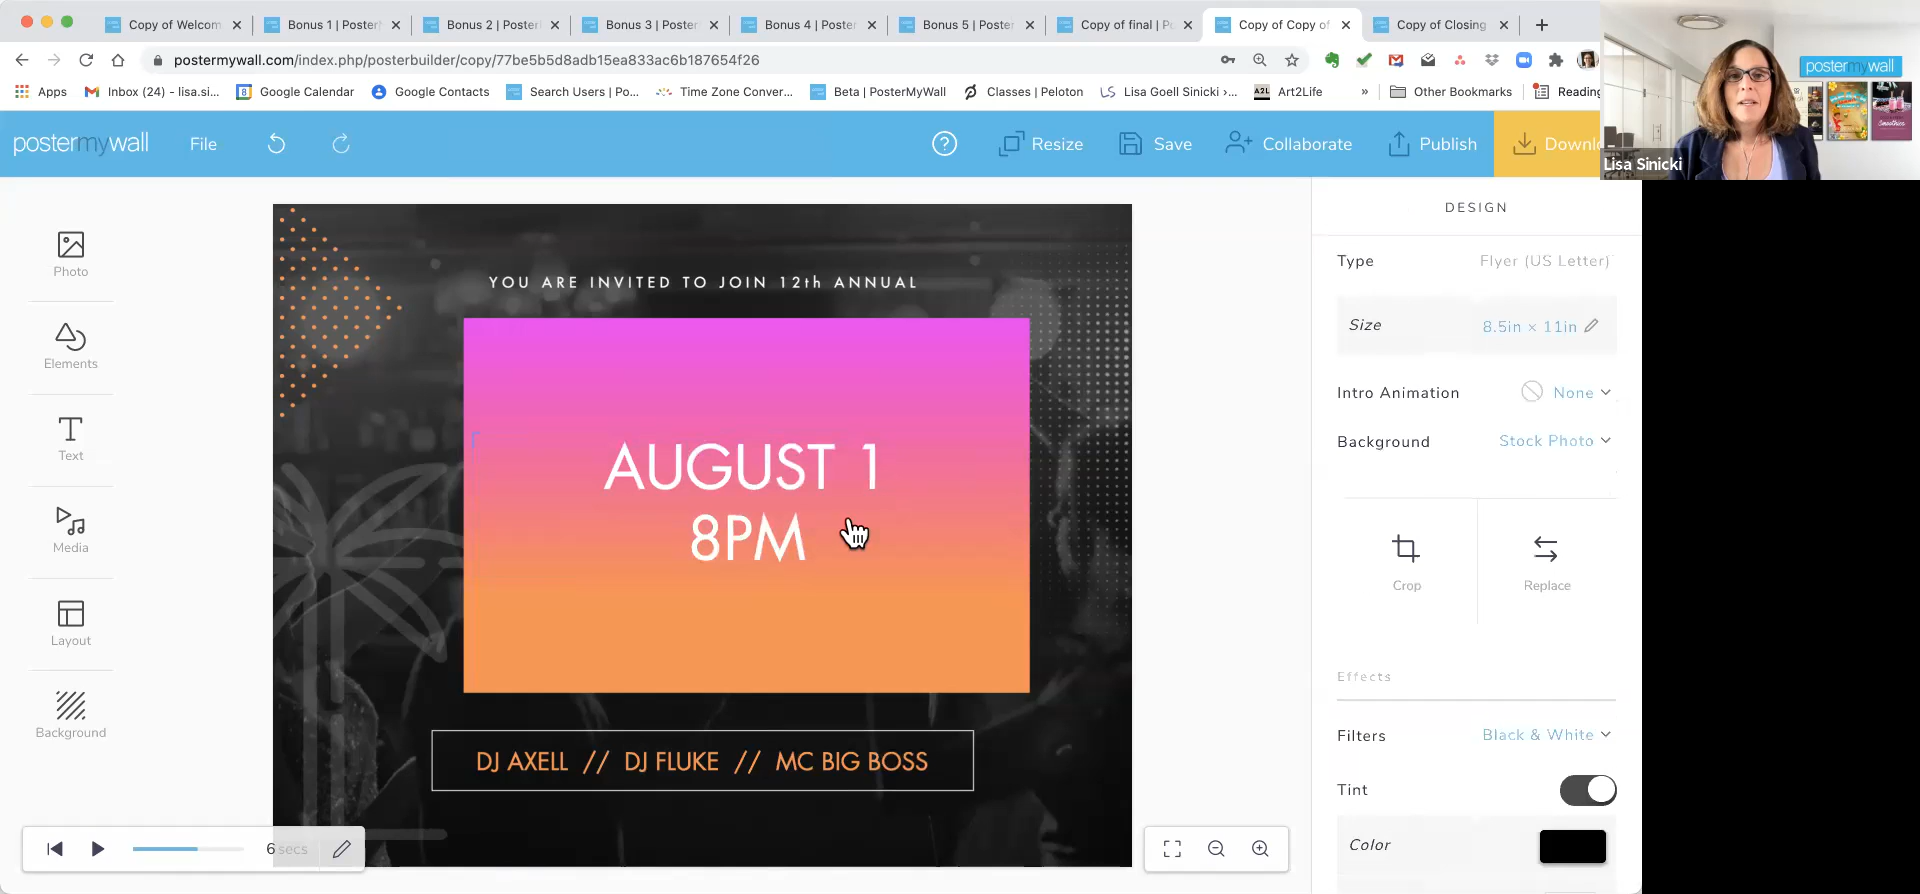 Copy of Welcom
Bonus 1 | Poster
Bonus 2 | Poster
Bonus 3 | Poster
Bonus 4 | Poster
Bonus 5 | Poster
Copy of final | Po
Copy of Copy of
Copy of Closing
postermywall.com/index.php/posterbuilder/copy/77be5b5d8adb15ea833ac6b187654f26
Apps
Inbox (24) - lisa.si...
Google Calendar
Google Contacts
Search Users | Po...
Time Zone Conver...
Beta | PosterMyWall
Classes | Peloton
Lisa Goell Sinicki ›...
A2L
Art2Life
»
Other Bookmarks
Reading
postermywall
File
Resize
Save
Collaborate
Publish
Downl
postermywall
Smoothies
Lisa Sinicki
Photo
Elements
Text
Media
Layout
Background
YOU ARE INVITED TO JOIN 12th ANNUAL
AUGUST 1
8PM
DJ AXELL // DJ FLUKE // MC BIG BOSS
6 secs
DESIGN
Type Flyer (US Letter)
Size 8.5in × 11in
Intro Animation None
Background Stock Photo
Crop
Replace
Effects
Filters Black & White
Tint
Color